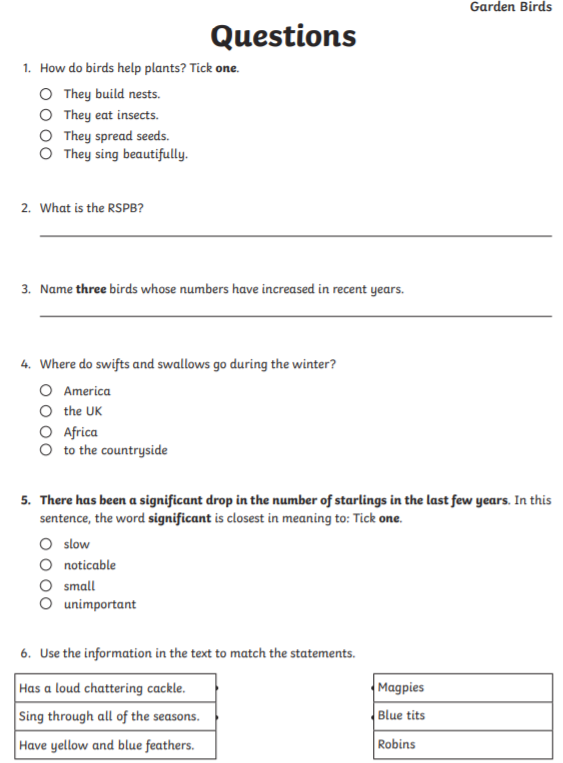 Garden Birds
Questions
1. How do birds help plants? Tick one.
They build nests.
They eat insects.
They spread seeds.
They sing beautifully.
2. What is the RSPB?
3. Name three birds whose numbers have increased in recent years.
4. Where do swifts and swallows go during the winter?
America
the UK
Africa
to the countryside
5. There has been a significant drop in the number of starlings in the last few years. In this
sentence, the word significant is closest in meaning to: Tick one.
slow
noticable
small
unimportant
6. Use the information in the text to match the statements.
Has a loud chattering cackle.
Magpies
Sing through all of the seasons.
Blue tits
Have yellow and blue feathers.
Robins